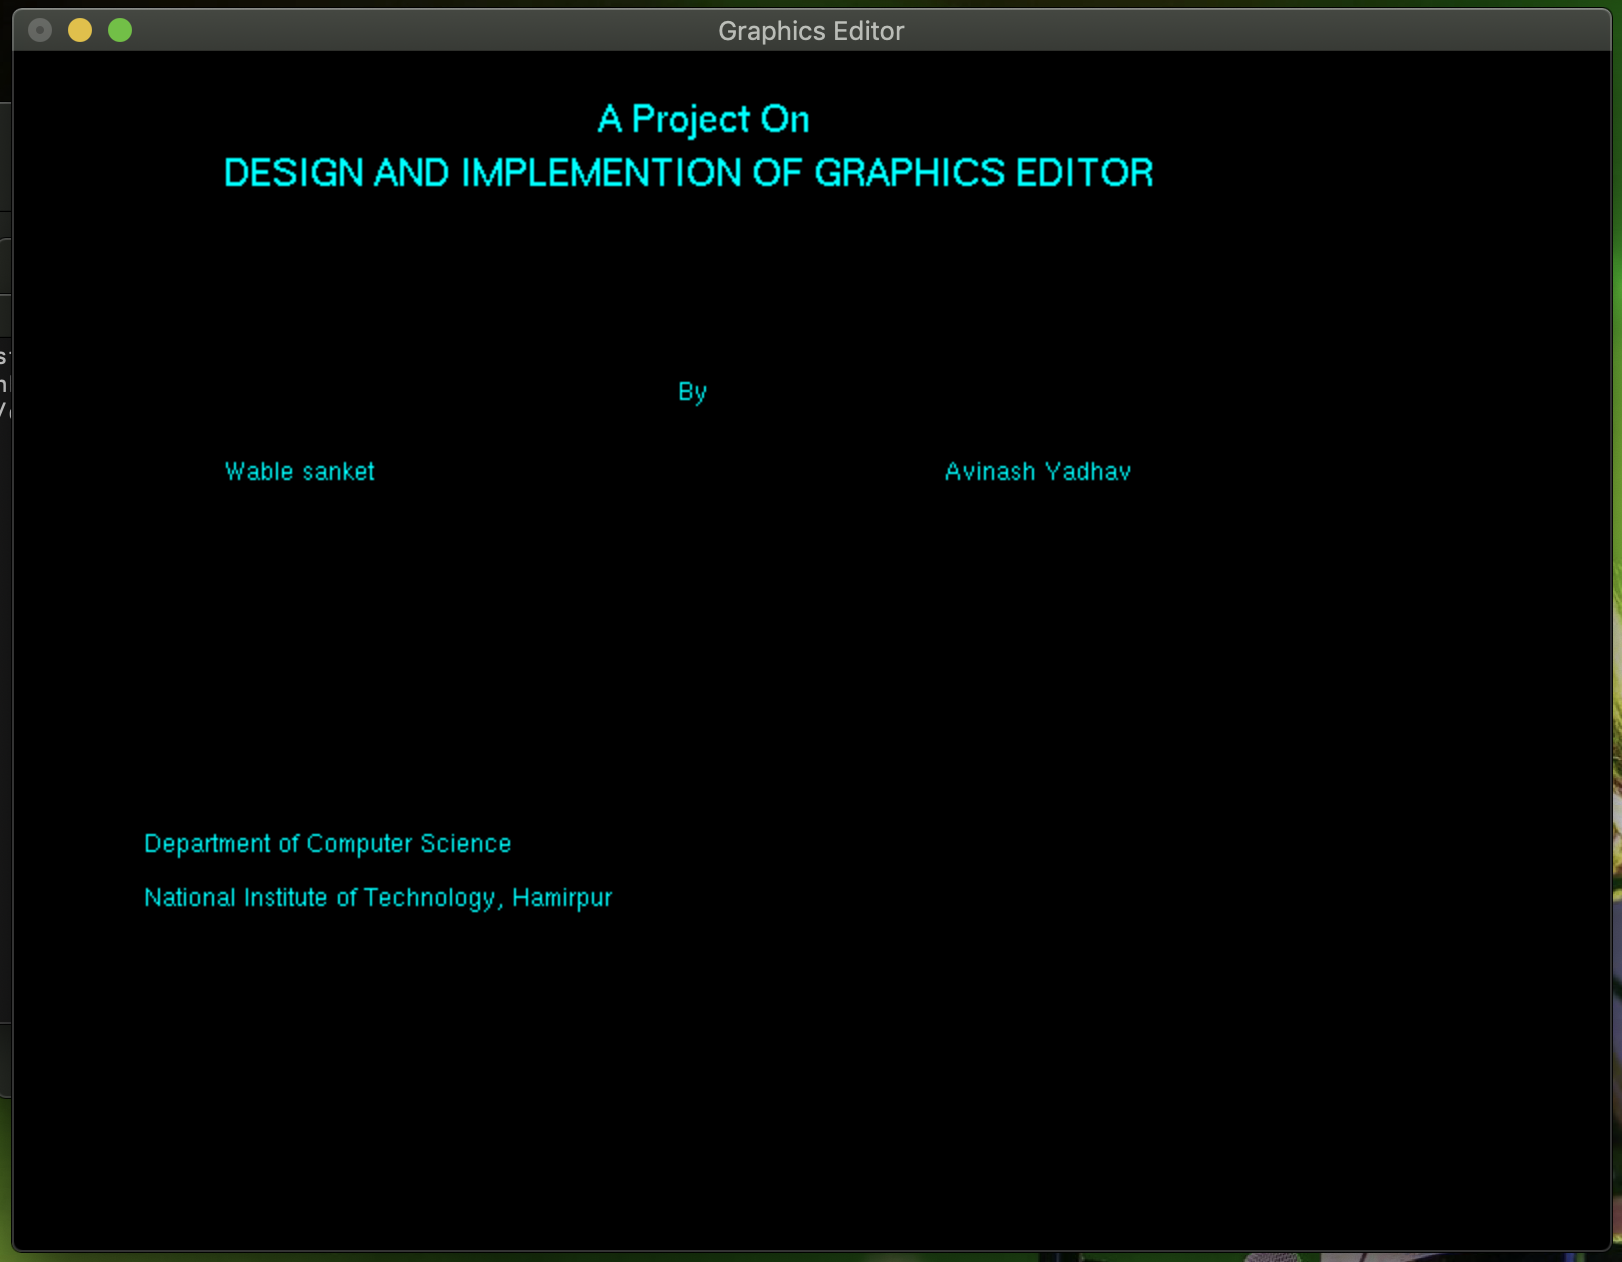 Graphics Editor
A Project On
DESIGN AND IMPLEMENTION OF GRAPHICS EDITOR
By
Wable sanket Avinash Yadhav
Department of Computer Science
National Institute of Technology, Hamirpur